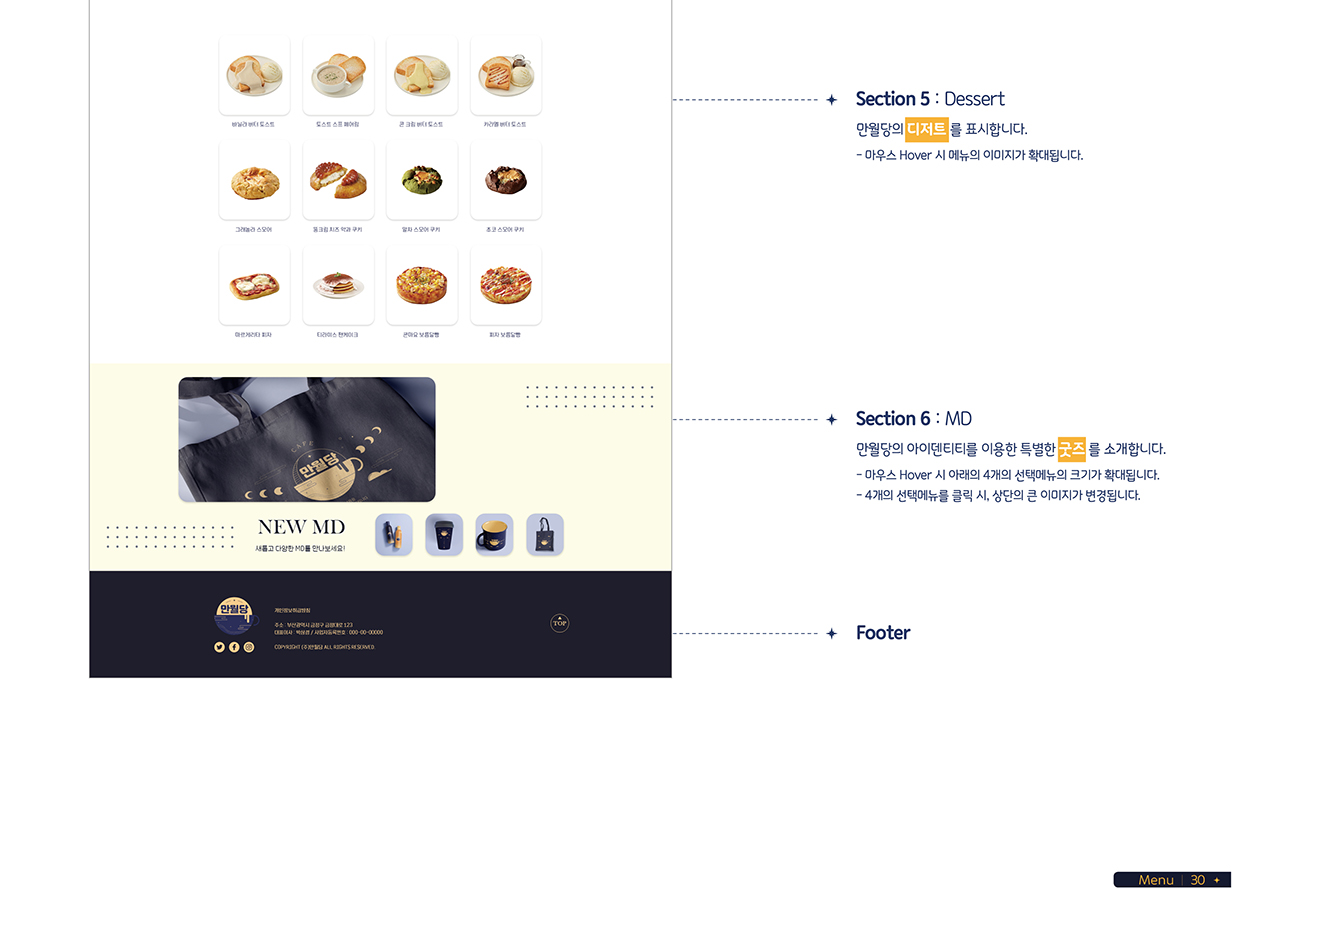 바닐라 버터 토스트
토스트 스프 페어링
콘 크림 버터 토스트
카라멜 버터 토스트
그래놀라 스모어
통크림 치즈 약과 쿠키
말차 스모어 쿠키
초코 스모어 쿠키
마르게리타 피자
티라미스 팬케이크
콘마요 보름달빵
피자 보름달빵
CAFE
만월당
NEW MD
새롭고 다양한 MD를 만나보세요!
만월당
개인정보취급방침
주소 : 부산광역시 금정구 금정대로 123
사업자등록번호 : 000-00-00000
COPYRIGHT (주)만월당 ALL RIGHTS RESERVED.
TOP
Section 5 : Dessert
만월당의 디저트 를 표시합니다.
- 마우스 Hover 시 메뉴의 이미지가 확대됩니다.
Section 6 : MD
만월당의 아이덴티티를 이용한 특별한 굿즈 를 소개합니다.
- 마우스 Hover 시 아래의 4개의 선택메뉴의 크기가 확대됩니다.
- 4개의 선택메뉴를 클릭 시, 상단의 큰 이미지가 변경됩니다.
Footer
Menu | 30